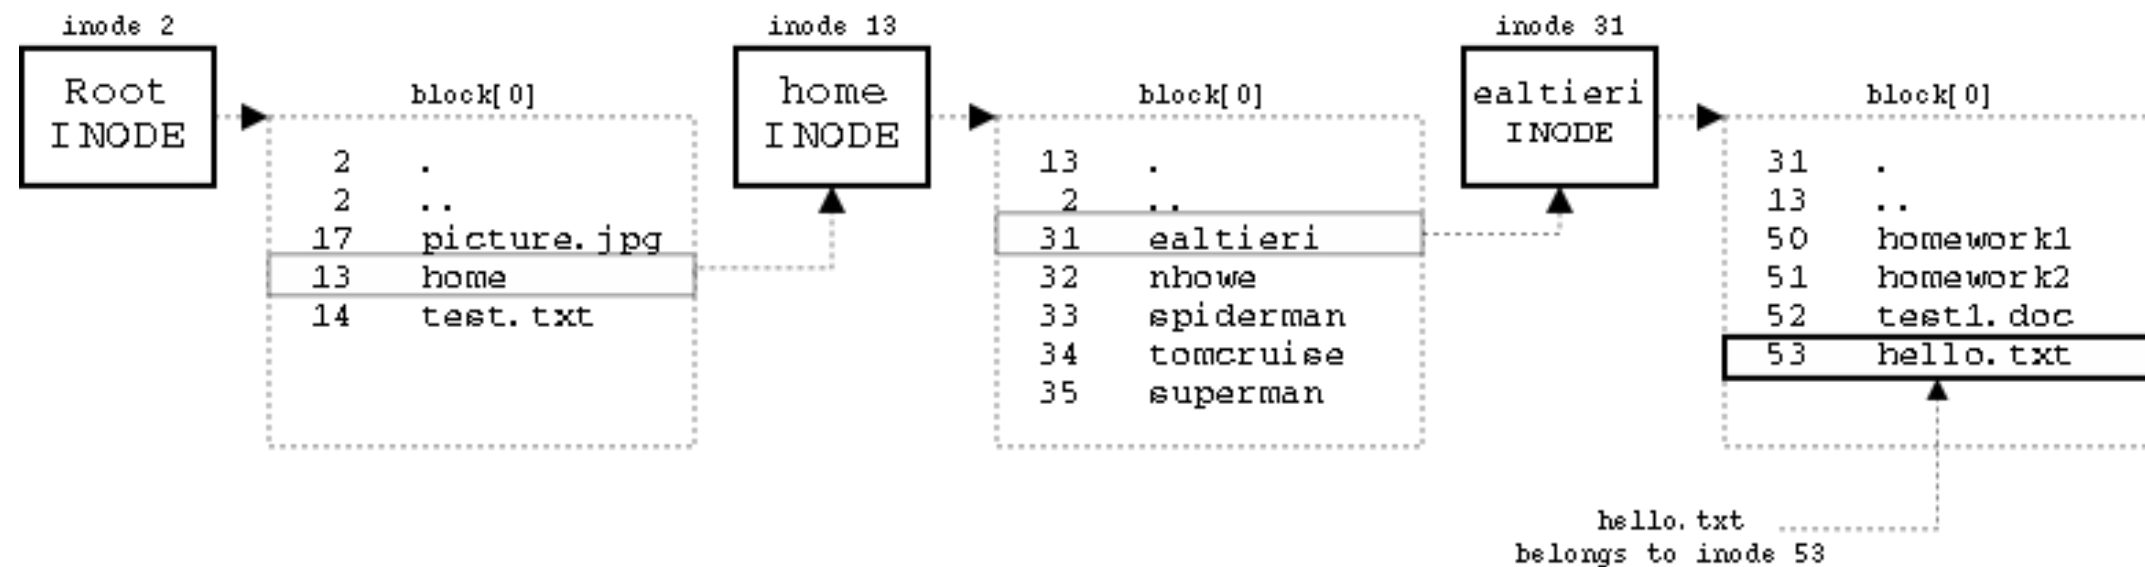 inode 2
Root
INODE
block[0]
2 .
2 ..
17 picture.jpg
13 home
14 test.txt
inode 13
home
INODE
block[0]
13 .
2 ..
31 ealtieri
32 nhowe
33 spiderman
34 tomcruise
35 superman
inode 31
ealtieri
INODE
block[0]
31 .
13 ..
50 homework1
51 homework2
52 test1.doc
53 hello.txt
hello.txt
belongs to inode 53